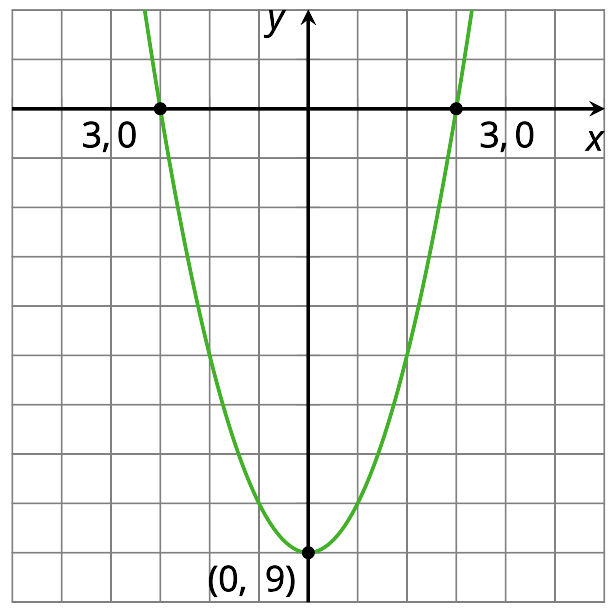 y
3, 0
3, 0
x
(0, 9)